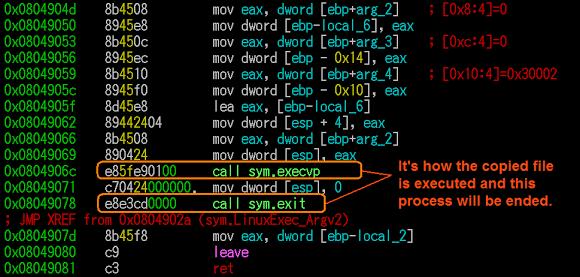 0x0804904d 8b4508 mov eax, dword [ebp+arg_2] ; [0x8:4]=0
0x08049050 8945e8 mov dword [ebp-local_6], eax
0x08049053 8b450c mov eax, dword [ebp+arg_3] ; [0xc:4]=0
0x08049056 8945ec mov dword [ebp - 0x14], eax
0x08049059 8b4510 mov eax, dword [ebp+arg_4] ; [0x10:4]=0x30002
0x0804905c 8945f0 mov dword [ebp - 0x10], eax
0x0804905f 8d45e8 lea eax, [ebp-local_6]
0x08049062 89442404 mov dword [esp + 4], eax
0x08049066 8b4508 mov eax, dword [ebp+arg_2]
0x08049069 890424 mov dword [esp], eax
0x0804906c e85fe90100 call sym.execvp
0x08049071 c70424000000. mov dword [esp], 0
0x08049078 e8e3cd0000 call sym.exit
It's how the copied file
is executed and this
process will be ended.
; JMP XREF from 0x0804902a (sym.LinuxExec_Argv2)
0x0804907d 8b45f8 mov eax, dword [ebp-local_2]
0x08049080 c9 leave
0x08049081 c3 ret